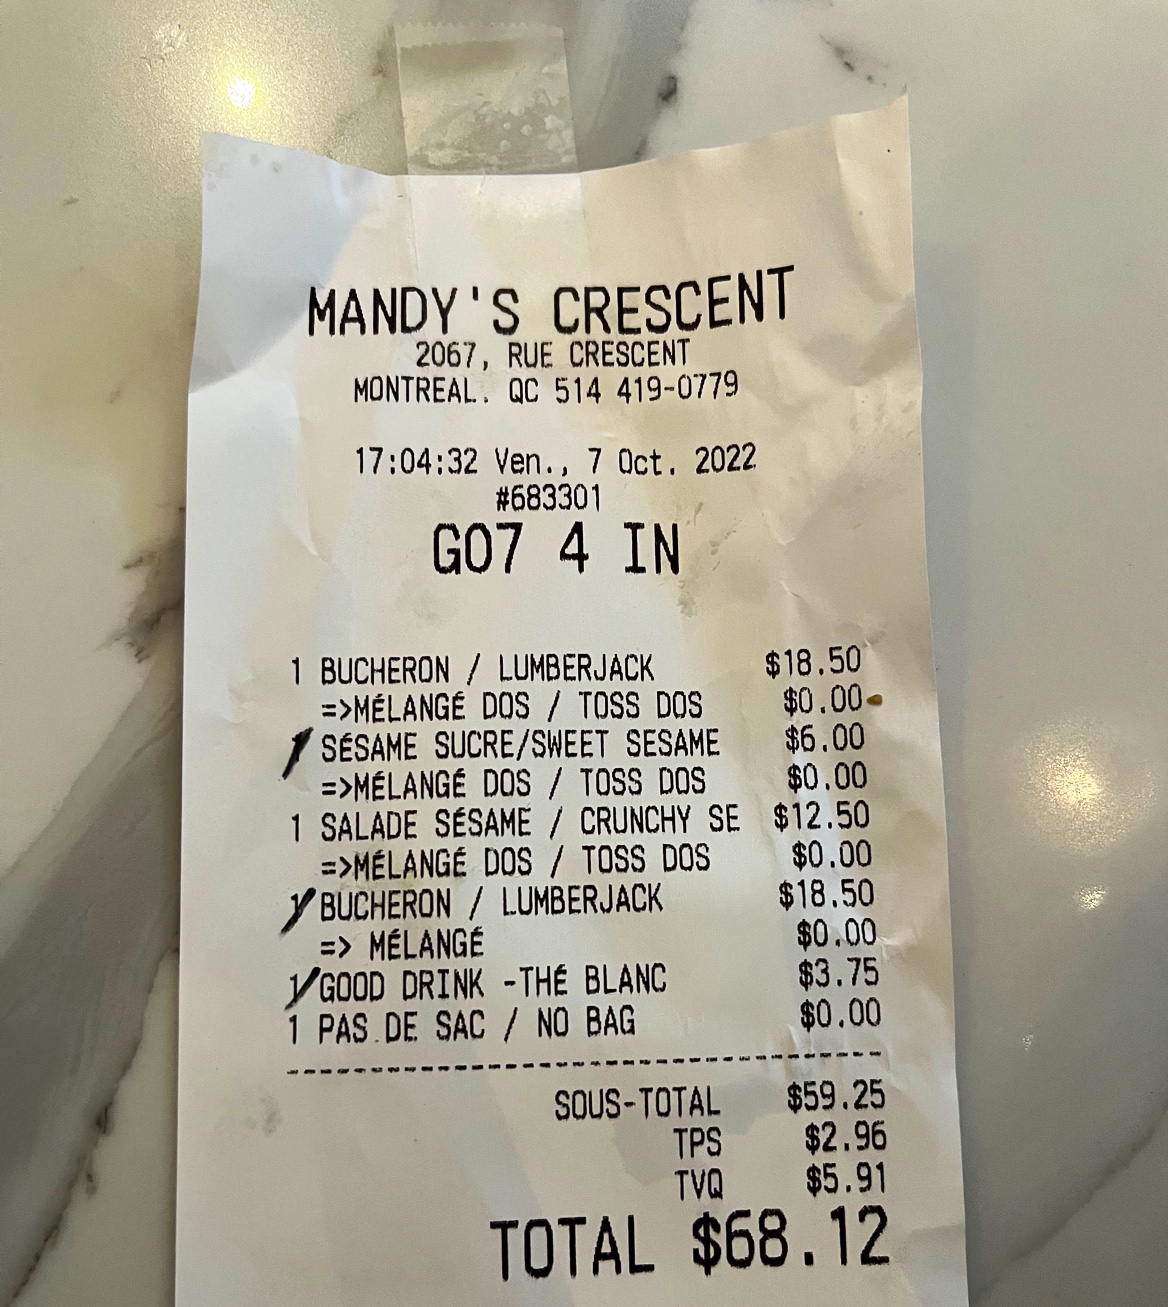 MANDY'S CRESCENT
2067, RUE CRESCENT
MONTREAL. QC 514 419-0779
17:04:32 Ven., 7 Oct. 2022
#683301
GO7 4 IN
1 BUCHERON / LUMBERJACK $18.50
=>MÉLANGÉ DOS / TOSS DOS $0.00
1 SÉSAME SUCRE/SWEET SESAME $6.00
=>MÉLANGÉ DOS / TOSS DOS $0.00
1 SALADE SÉSAME / CRUNCHY SE $12.50
=>MÉLANGÉ DOS / TOSS DOS $0.00
1 BUCHERON / LUMBERJACK $18.50
=> MÉLANGÉ $0.00
1 GOOD DRINK -THÉ BLANC $3.75
1 PAS DE SAC / NO BAG $0.00
SOUS-TOTAL $59.25
TPS $2.96
TVQ $5.91
TOTAL $68.12